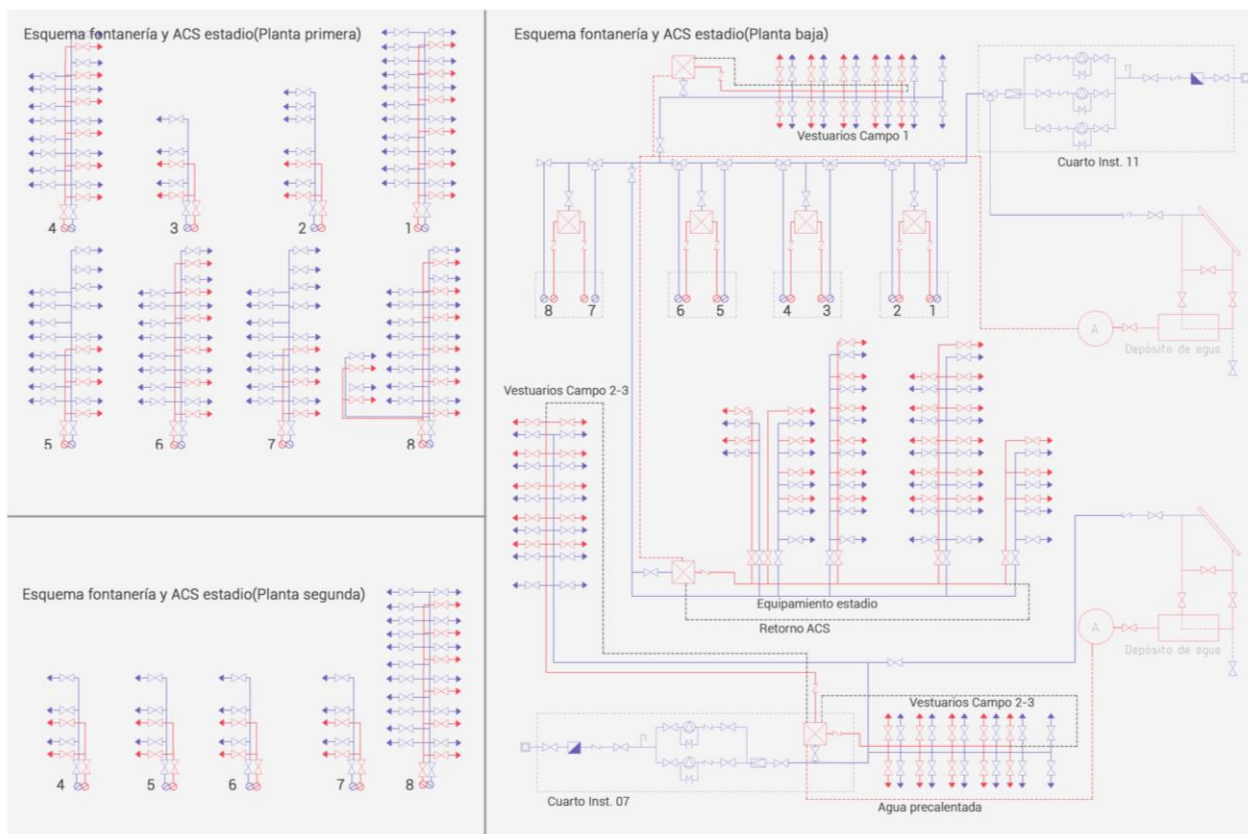 Esquema fontanería y ACS estadio(Planta primera)
4
3
2
1
5
6
7
8
Esquema fontanería y ACS estadio(Planta segunda)
4
5
6
7
8
Esquema fontanería y ACS estadio(Planta baja)
Vestuarios Campo 1
Cuarto Inst. 11
8
7
6
5
4
3
2
1
A
Depósito de agua
Vestuarios Campo 2-3
Equipamiento estadio
Retorno ACS
A
Depósito de agua
Vestuarios Campo 2-3
Cuarto Inst. 07
Agua precalentada